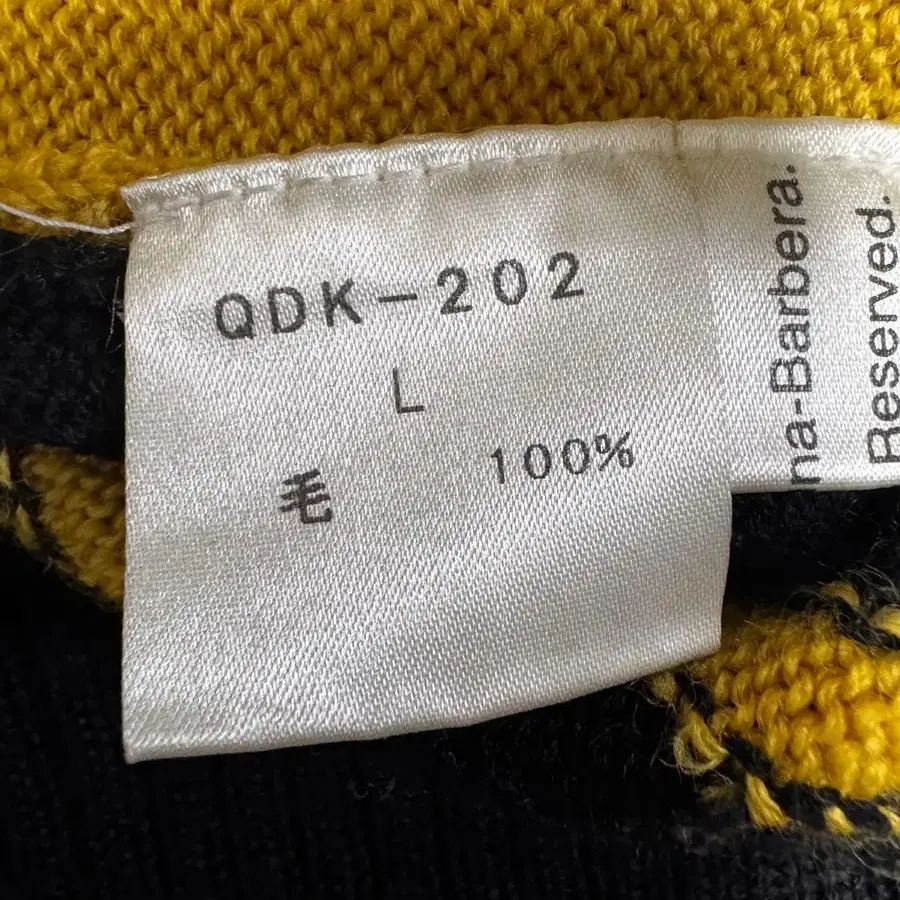 QDK-202
L
毛 100%
na-Barbera.
Reserved.